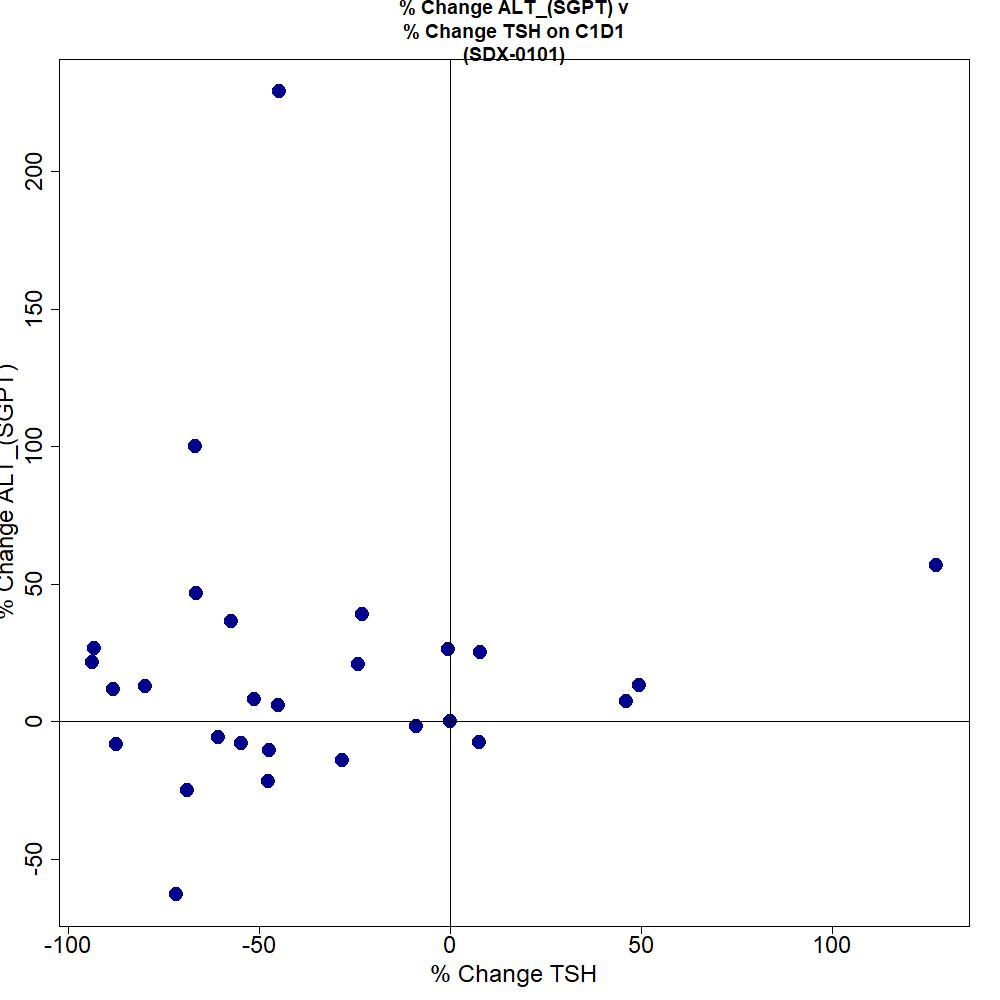 % Change ALT_(SGPT) v
% Change TSH on C1D1
(SDX-0101)
% Change ALT_(SGPT)
200
150
100
50
0
-50
-100
-50
0
50
100
% Change TSH